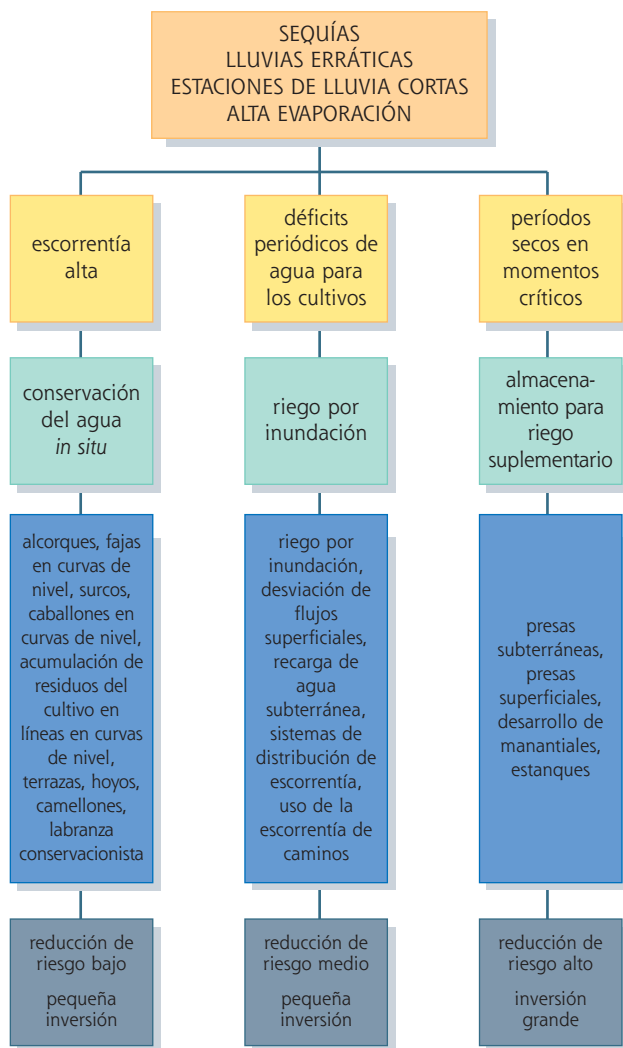 SEQUÍAS
LLUVIAS ERRÁTICAS
ESTACIONES DE LLUVIA CORTAS
ALTA EVAPORACIÓN
escorrentía
alta
déficits
periódicos de
agua para
los cultivos
períodos
secos en
momentos
críticos
conservación
del agua
in situ
riego por
inundación
almacena-
miento para
riego
suplementario
alcorques, fajas
en curvas de
nivel, surcos,
caballones en
curvas de nivel,
acumulación de
residuos del
cultivo en
líneas en curvas
de nivel,
terrazas, hoyos,
camellones,
labranza
conservacionista
riego por
inundación,
desviación de
flujos
superficiales,
recarga de
agua
subterránea,
sistemas de
distribución de
escorrentía,
uso de la
escorrentía de
caminos
presas
subterráneas,
presas
superficiales,
desarrollo de
manantiales,
estanques
reducción de
riesgo bajo
pequeña
inversión
reducción de
riesgo medio
pequeña
inversión
reducción de
riesgo alto
inversión
grande